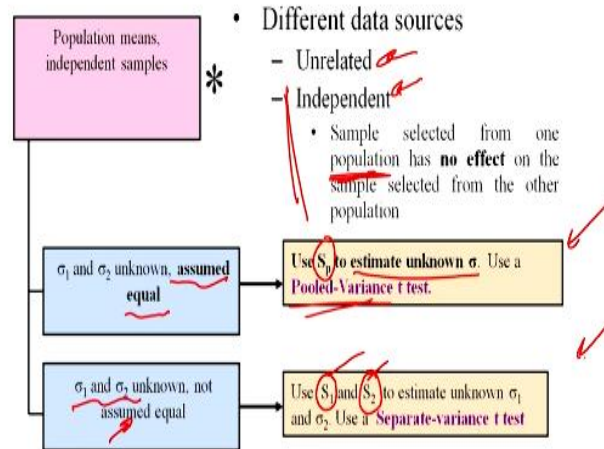 Population means,
independent samples
*
• Different data sources
– Unrelated
– Independent
• Sample selected from one
population has no effect on the
sample selected from the other
population
σ₁ and σ₂ unknown, assumed
equal
Use Sₚ to estimate unknown σ. Use a
Pooled-Variance t test.
σ₁ and σ₂ unknown, not
assumed equal
Use S₁ and S₂ to estimate unknown σ₁
and σ₂. Use a Separate-variance t test